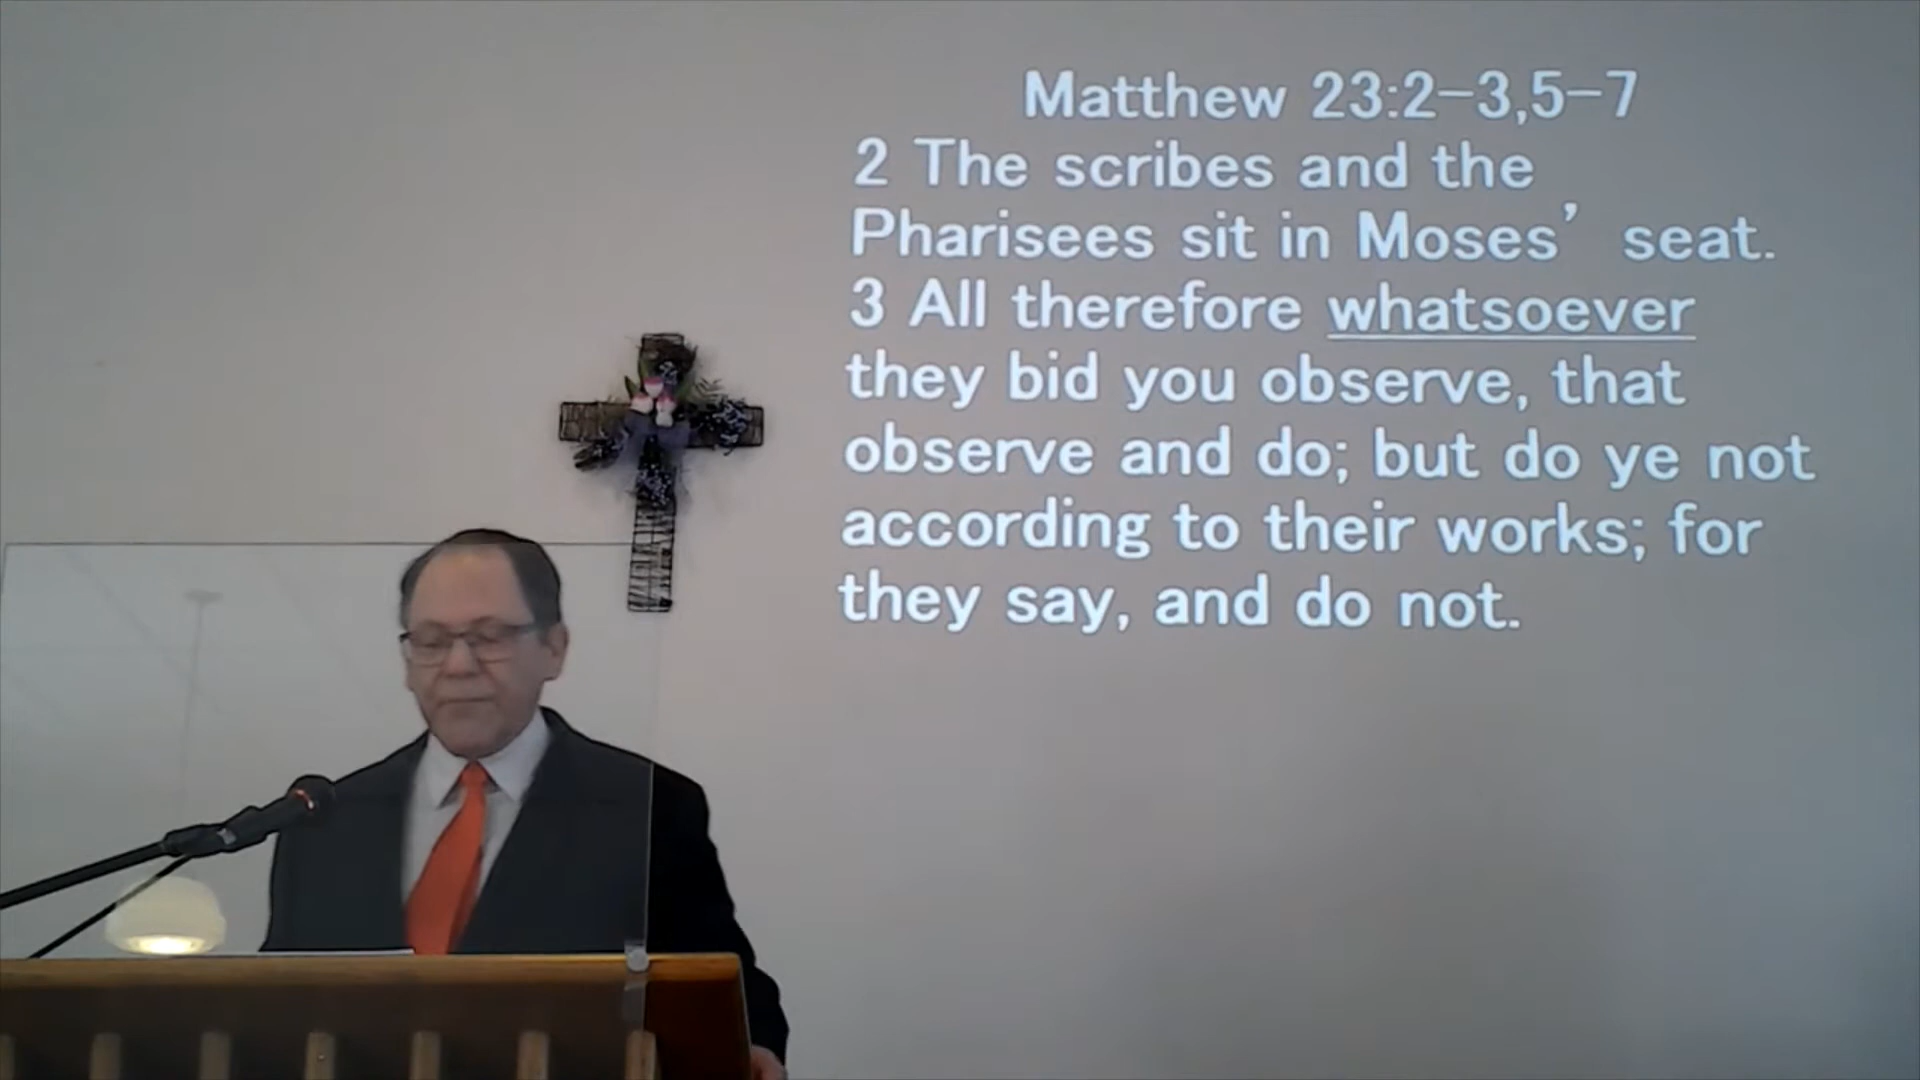 Matthew 23:2-3,5-7
2 The scribes and the
Pharisees sit in Moses’ seat.
3 All therefore whatsoever
they bid you observe, that
observe and do; but do ye not
according to their works; for
they say, and do not.